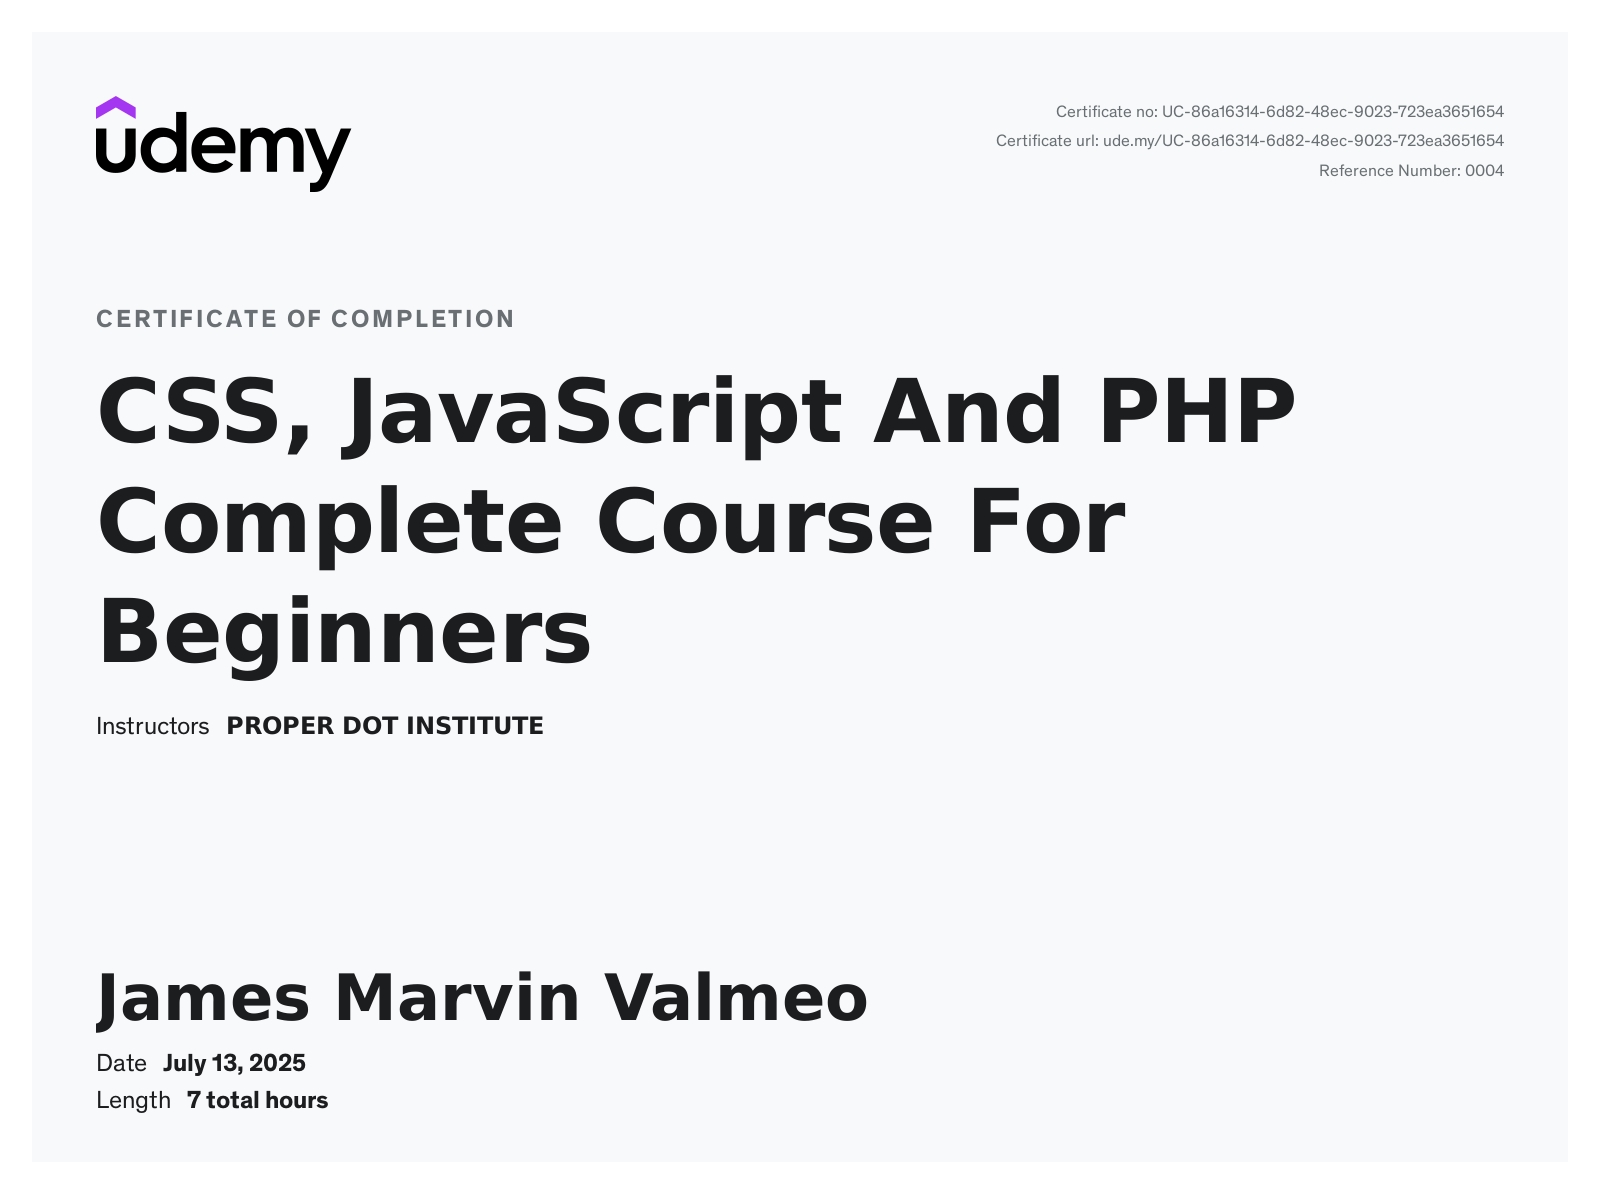 udemy
Certificate no: UC-86a16314-6d82-48ec-9023-723ea3651654
Certificate url: ude.my/UC-86a16314-6d82-48ec-9023-723ea3651654
Reference Number: 0004
CERTIFICATE OF COMPLETION
CSS, JavaScript And PHP
Complete Course For
Beginners
Instructors PROPER DOT INSTITUTE
James Marvin Valmeo
Date July 13, 2025
Length 7 total hours